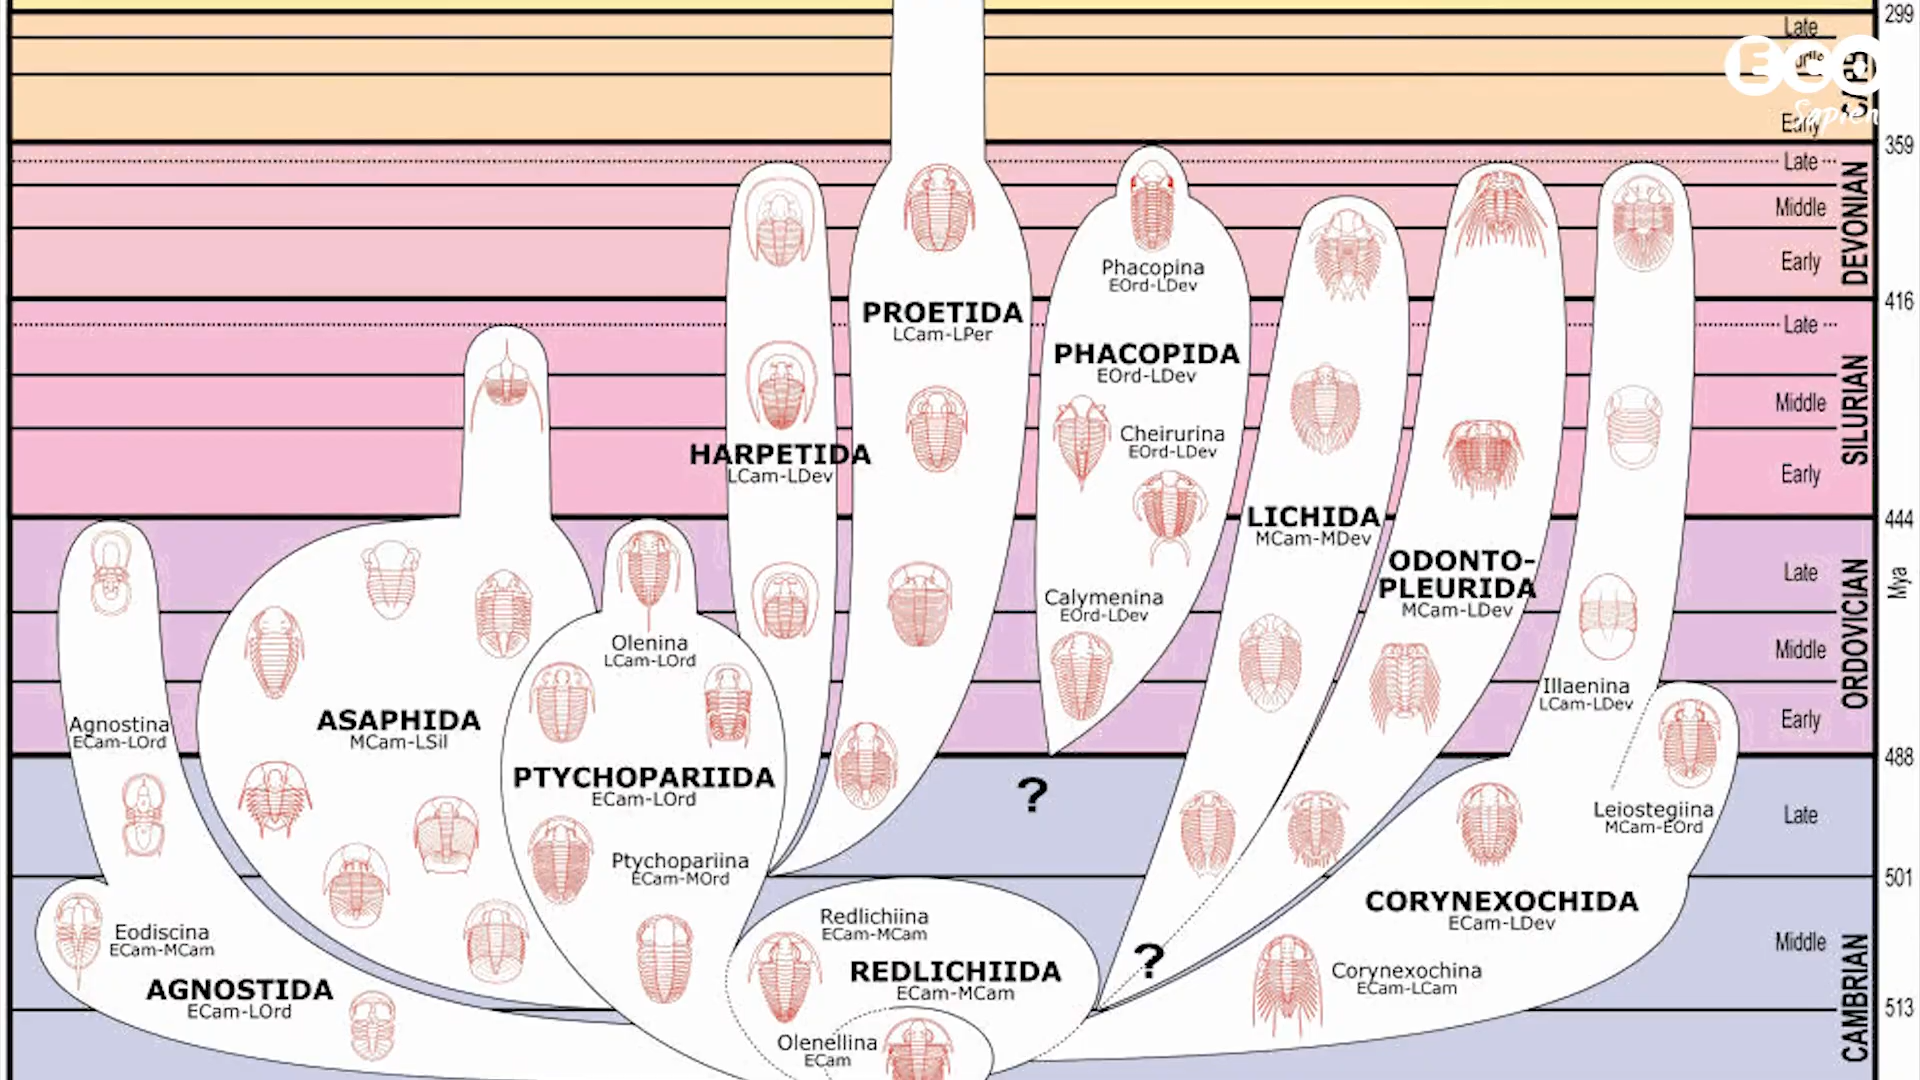 299
Late
ECO
Sapien
Early
359
Late
Middle
DEVONIAN
Early
416
Phacopina
EOrd-LDev
PROETIDA
LCam-LPer
Late
PHACOPIDA
EOrd-LDev
SILURIAN
Middle
Cheirurina
EOrd-LDev
HARPETIDA
LCam-LDev
Early
LICHIDA
MCam-MDev
444
ODONTO-
PLEURIDA
MCam-LDev
Late
Mya
Calymenina
EOrd-LDev
ORDOVICIAN
Olenina
LCam-LOrd
Middle
Illaenina
LCam-LDev
Agnostina
ECam-LOrd
ASAPHIDA
MCam-LSil
Early
488
PTYCHOPARIIDA
ECam-LOrd
?
Leiostegiina
MCam-EOrd
Late
Ptychopariina
ECam-MOrd
501
CORYNEXOCHIDA
ECam-LDev
Redlichiina
ECam-MCam
Eodiscina
ECam-MCam
Middle
?
REDLICHIIDA
ECam-MCam
Corynexochina
ECam-LCam
AGNOSTIDA
ECam-LOrd
513
CAMBRIAN
Olenellina
ECam